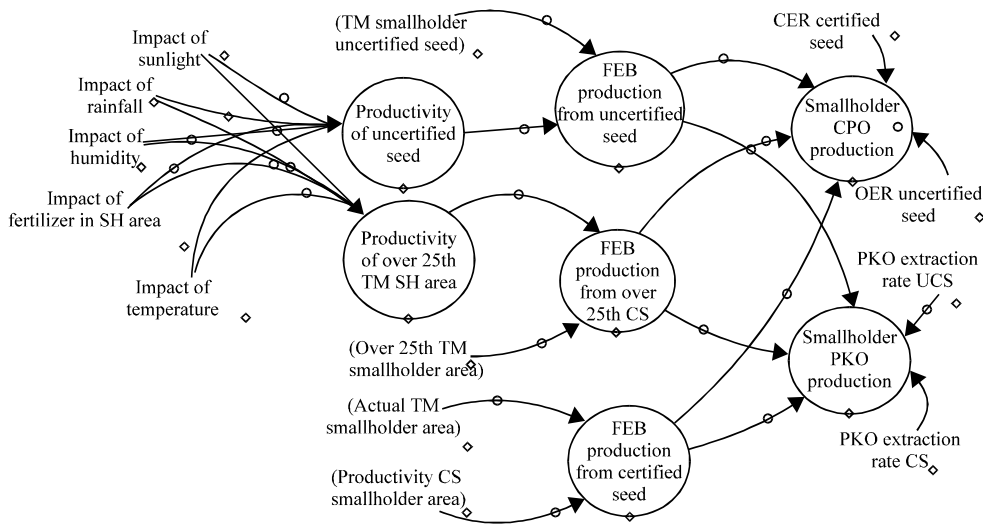 Impact of
sunlight
Impact of
rainfall
Impact of
humidity
Impact of
fertilizer in SH area
Impact of
temperature
(TM smallholder
uncertified seed)
Productivity
of uncertified
seed
Productivity
of over 25th
TM SH area
(Over 25th TM
smallholder area)
(Actual TM
smallholder area)
(Productivity CS
smallholder area)
FEB
production
from uncertified
seed
FEB
production
from over
25th CS
FEB
production
from certified
seed
CER certified
seed
Smallholder
CPO
production
OER uncertified
seed
PKO extraction
rate UCS
Smallholder
PKO
production
PKO extraction
rate CS